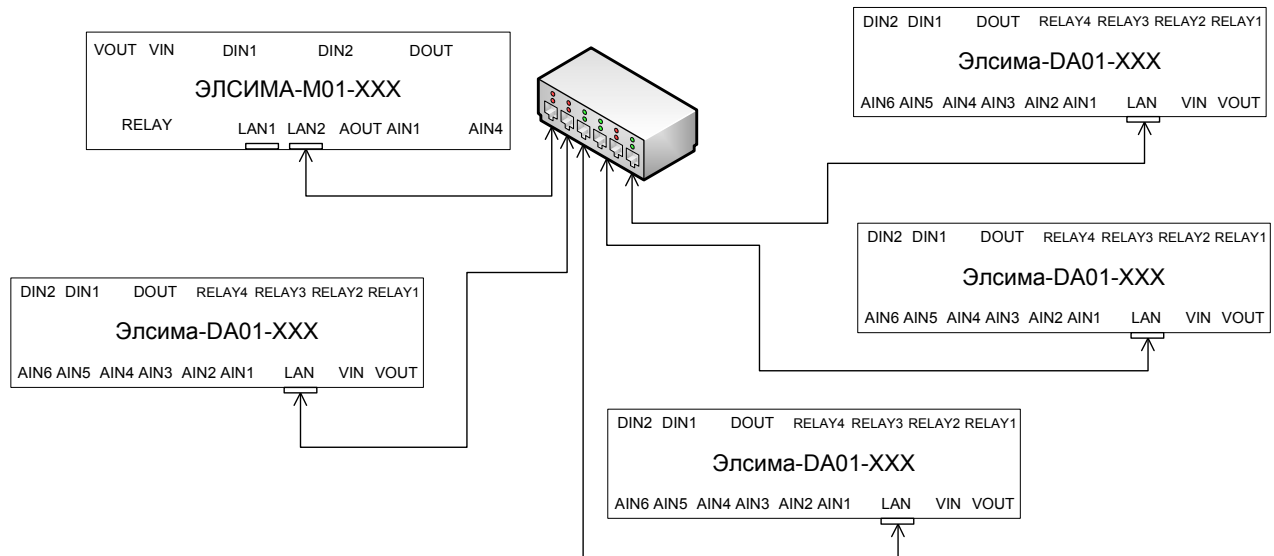 VOUT VIN DIN1 DIN2 DOUT
ЭЛСИМА-M01-XXX
RELAY LAN1 LAN2 AOUT AIN1 AIN4
DIN2 DIN1 DOUT RELAY4 RELAY3 RELAY2 RELAY1
Элсима-DA01-XXX
AIN6 AIN5 AIN4 AIN3 AIN2 AIN1 LAN VIN VOUT
DIN2 DIN1 DOUT RELAY4 RELAY3 RELAY2 RELAY1
Элсима-DA01-XXX
AIN6 AIN5 AIN4 AIN3 AIN2 AIN1 LAN VIN VOUT
DIN2 DIN1 DOUT RELAY4 RELAY3 RELAY2 RELAY1
Элсима-DA01-XXX
AIN6 AIN5 AIN4 AIN3 AIN2 AIN1 LAN VIN VOUT
DIN2 DIN1 DOUT RELAY4 RELAY3 RELAY2 RELAY1
Элсима-DA01-XXX
AIN6 AIN5 AIN4 AIN3 AIN2 AIN1 LAN VIN VOUT